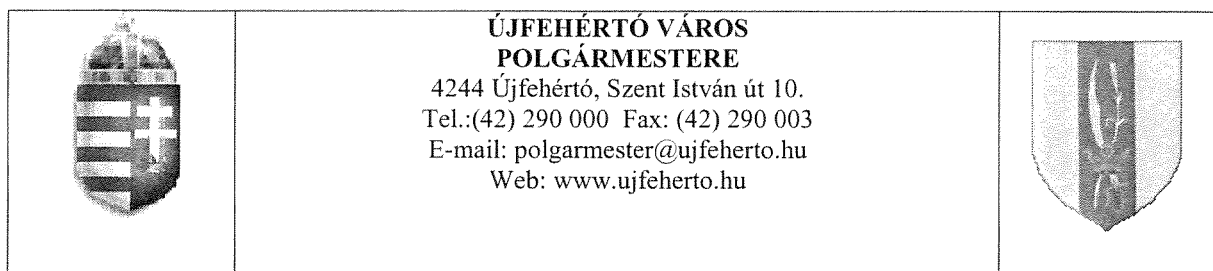 ÚJFEHÉRTÓ VÁROS
POLGÁRMESTERE
4244 Újfehértó, Szent István út 10.
Tel.:(42) 290 000 Fax: (42) 290 003
E-mail: polgarmester@ujfeherto.hu
Web: www.ujfeherto.hu